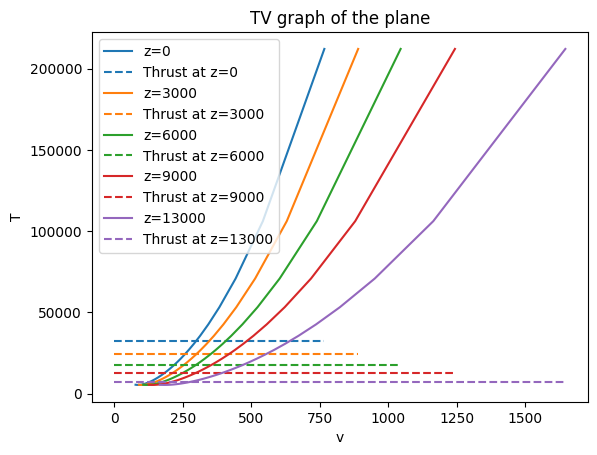 TV graph of the plane
z=0
Thrust at z=0
z=3000
Thrust at z=3000
z=6000
Thrust at z=6000
z=9000
Thrust at z=9000
z=13000
Thrust at z=13000
200000
150000
100000
50000
0
T
0 250 500 750 1000 1250 1500
v